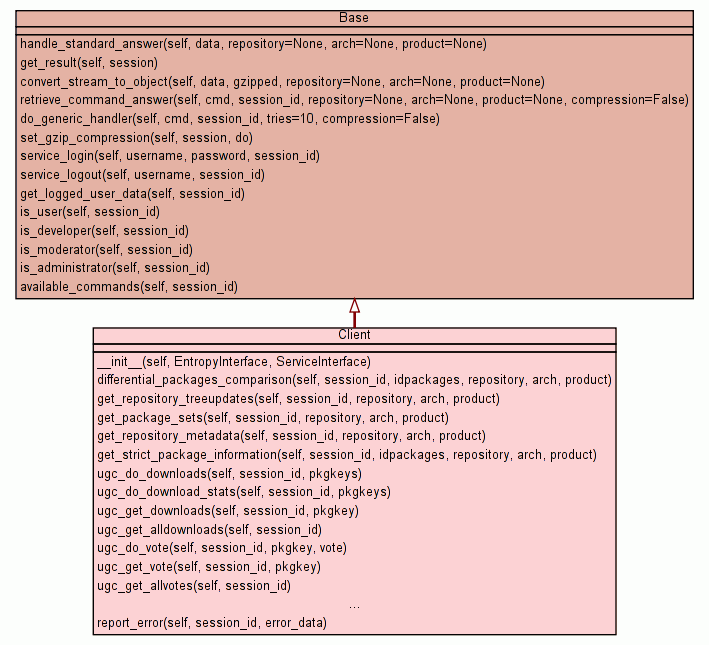 Base
handle_standard_answer(self, data, repository=None, arch=None, product=None)
get_result(self, session)
convert_stream_to_object(self, data, gzipped, repository=None, arch=None, product=None)
retrieve_command_answer(self, cmd, session_id, repository=None, arch=None, product=None, compression=False)
do_generic_handler(self, cmd, session_id, tries=10, compression=False)
set_gzip_compression(self, session, do)
service_login(self, username, password, session_id)
service_logout(self, username, session_id)
get_logged_user_data(self, session_id)
is_user(self, session_id)
is_developer(self, session_id)
is_moderator(self, session_id)
is_administrator(self, session_id)
available_commands(self, session_id)
Client
__init__(self, EntropyInterface, ServiceInterface)
differential_packages_comparison(self, session_id, idpackages, repository, arch, product)
get_repository_treeupdates(self, session_id, repository, arch, product)
get_package_sets(self, session_id, repository, arch, product)
get_repository_metadata(self, session_id, repository, arch, product)
get_strict_package_information(self, session_id, idpackages, repository, arch, product)
ugc_do_downloads(self, session_id, pkgkeys)
ugc_do_download_stats(self, session_id, pkgkeys)
ugc_get_downloads(self, session_id, pkgkey)
ugc_get_alldownloads(self, session_id)
ugc_do_vote(self, session_id, pkgkey, vote)
ugc_get_vote(self, session_id, pkgkey)
ugc_get_allvotes(self, session_id)
...
report_error(self, session_id, error_data)